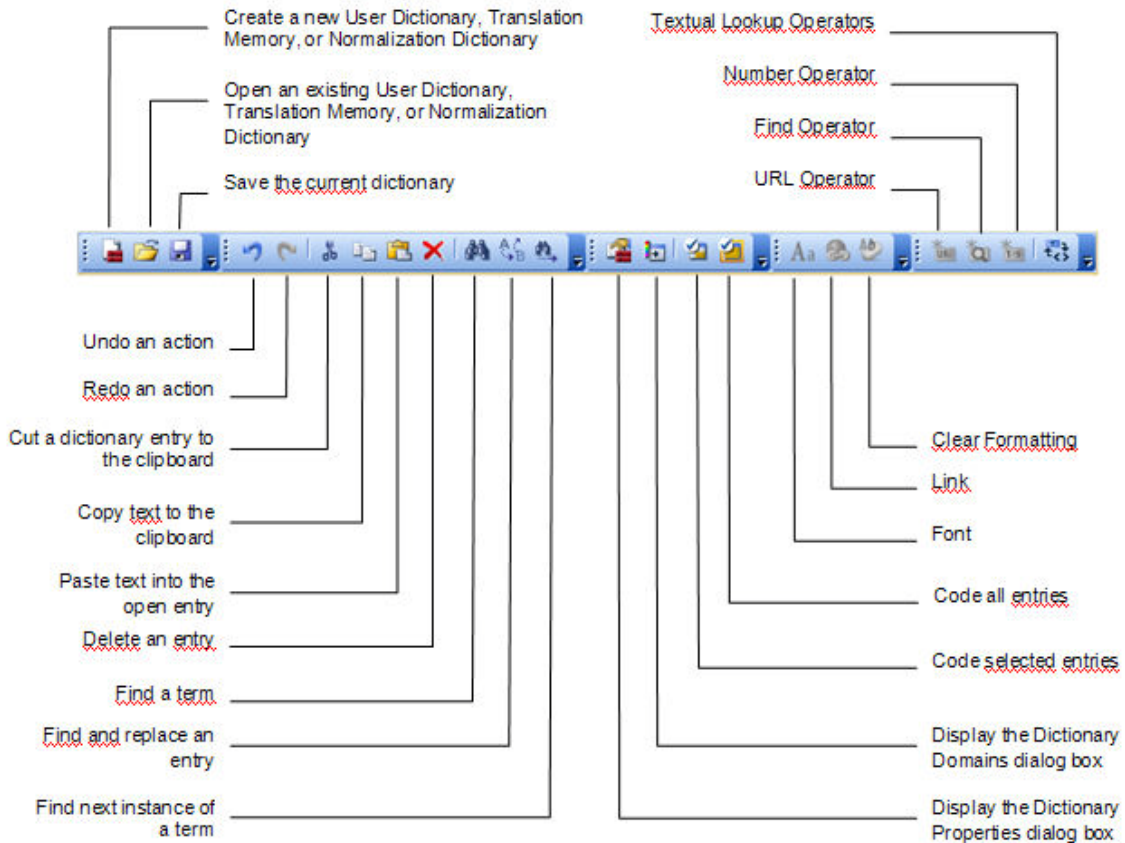 Create a new User Dictionary, Translation
Memory, or Normalization Dictionary
Open an existing User Dictionary,
Translation Memory, or Normalization
Dictionary
Save the current dictionary
Textual Lookup Operators
Number Operator
Find Operator
URL Operator
Undo an action
Redo an action
Cut a dictionary entry to
the clipboard
Copy text to the
clipboard
Paste text into the
open entry
Delete an entry
Find a term
Find and replace an
entry
Find next instance of
a term
Clear Formatting
Link
Font
Code all entries
Code selected entries
Display the Dictionary
Domains dialog box
Display the Dictionary
Properties dialog box